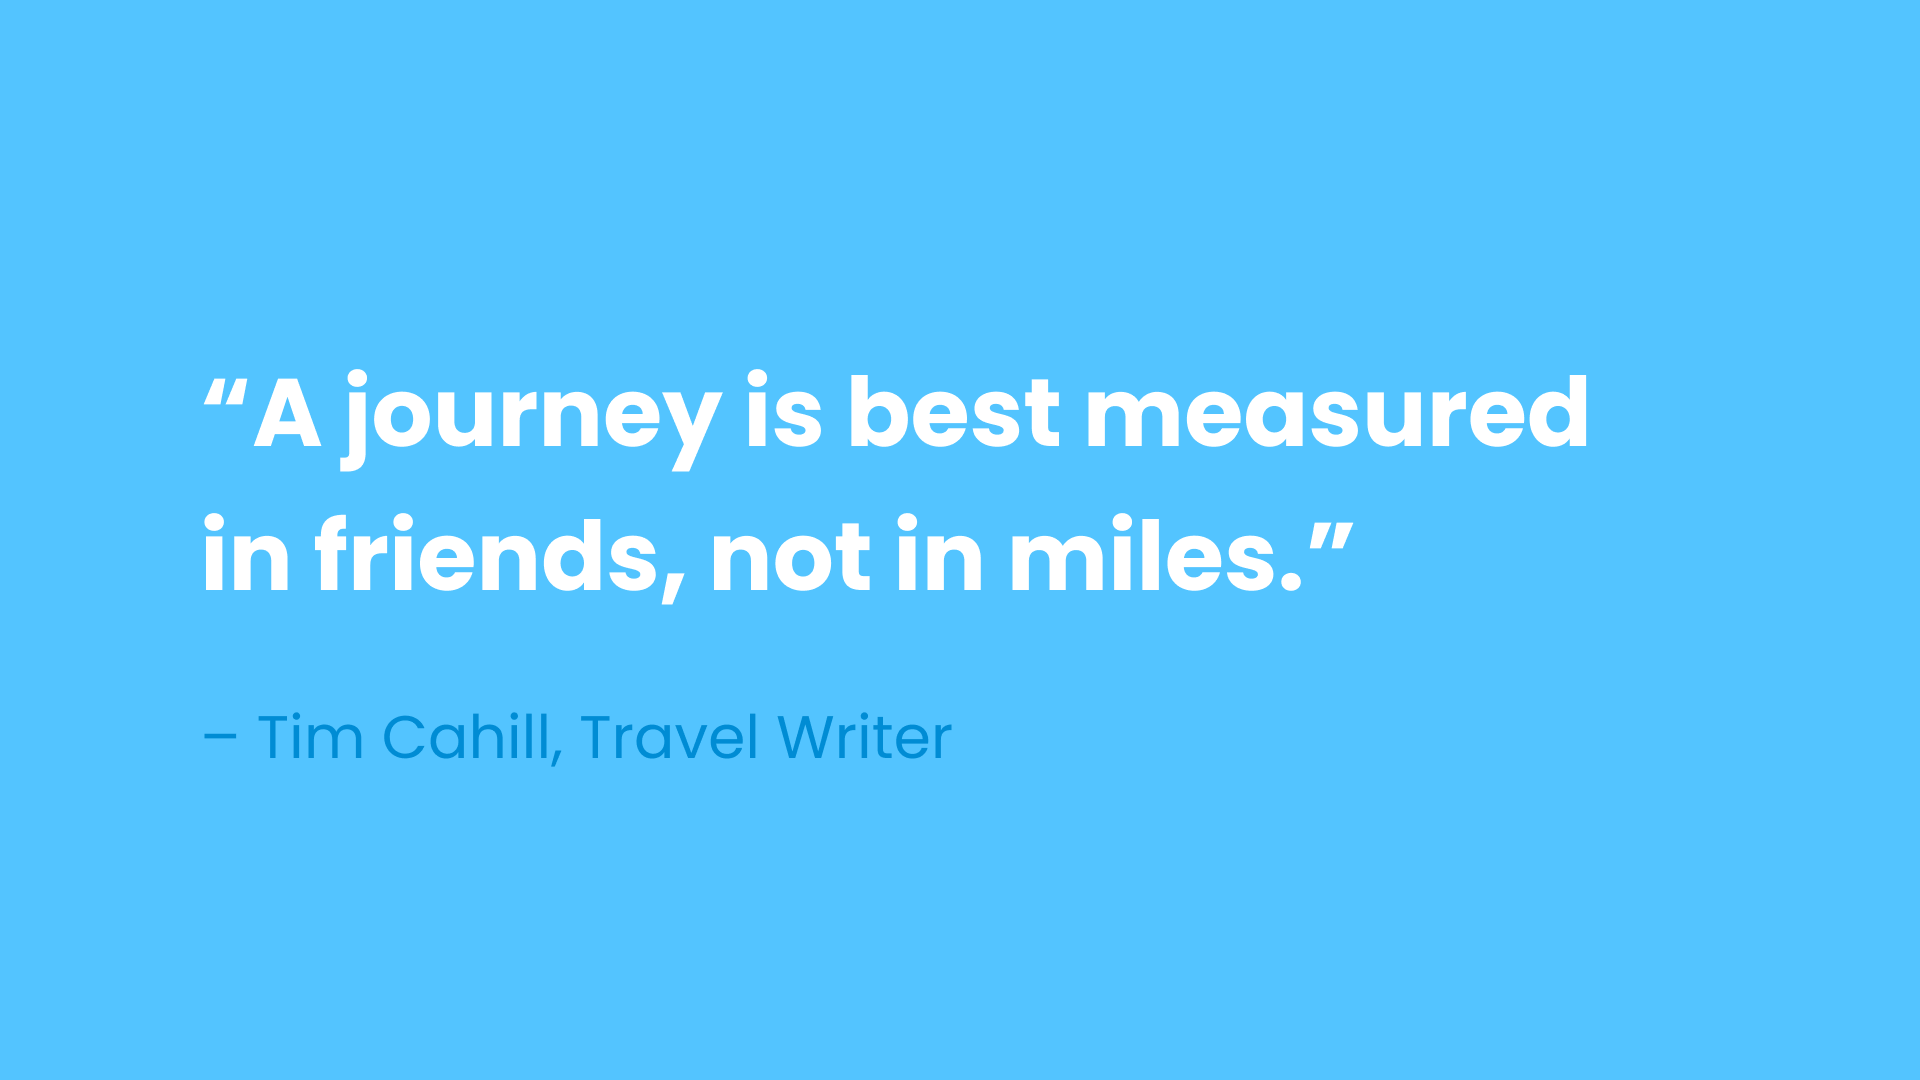 “A journey is best measured
in friends, not in miles.”
– Tim Cahill, Travel Writer